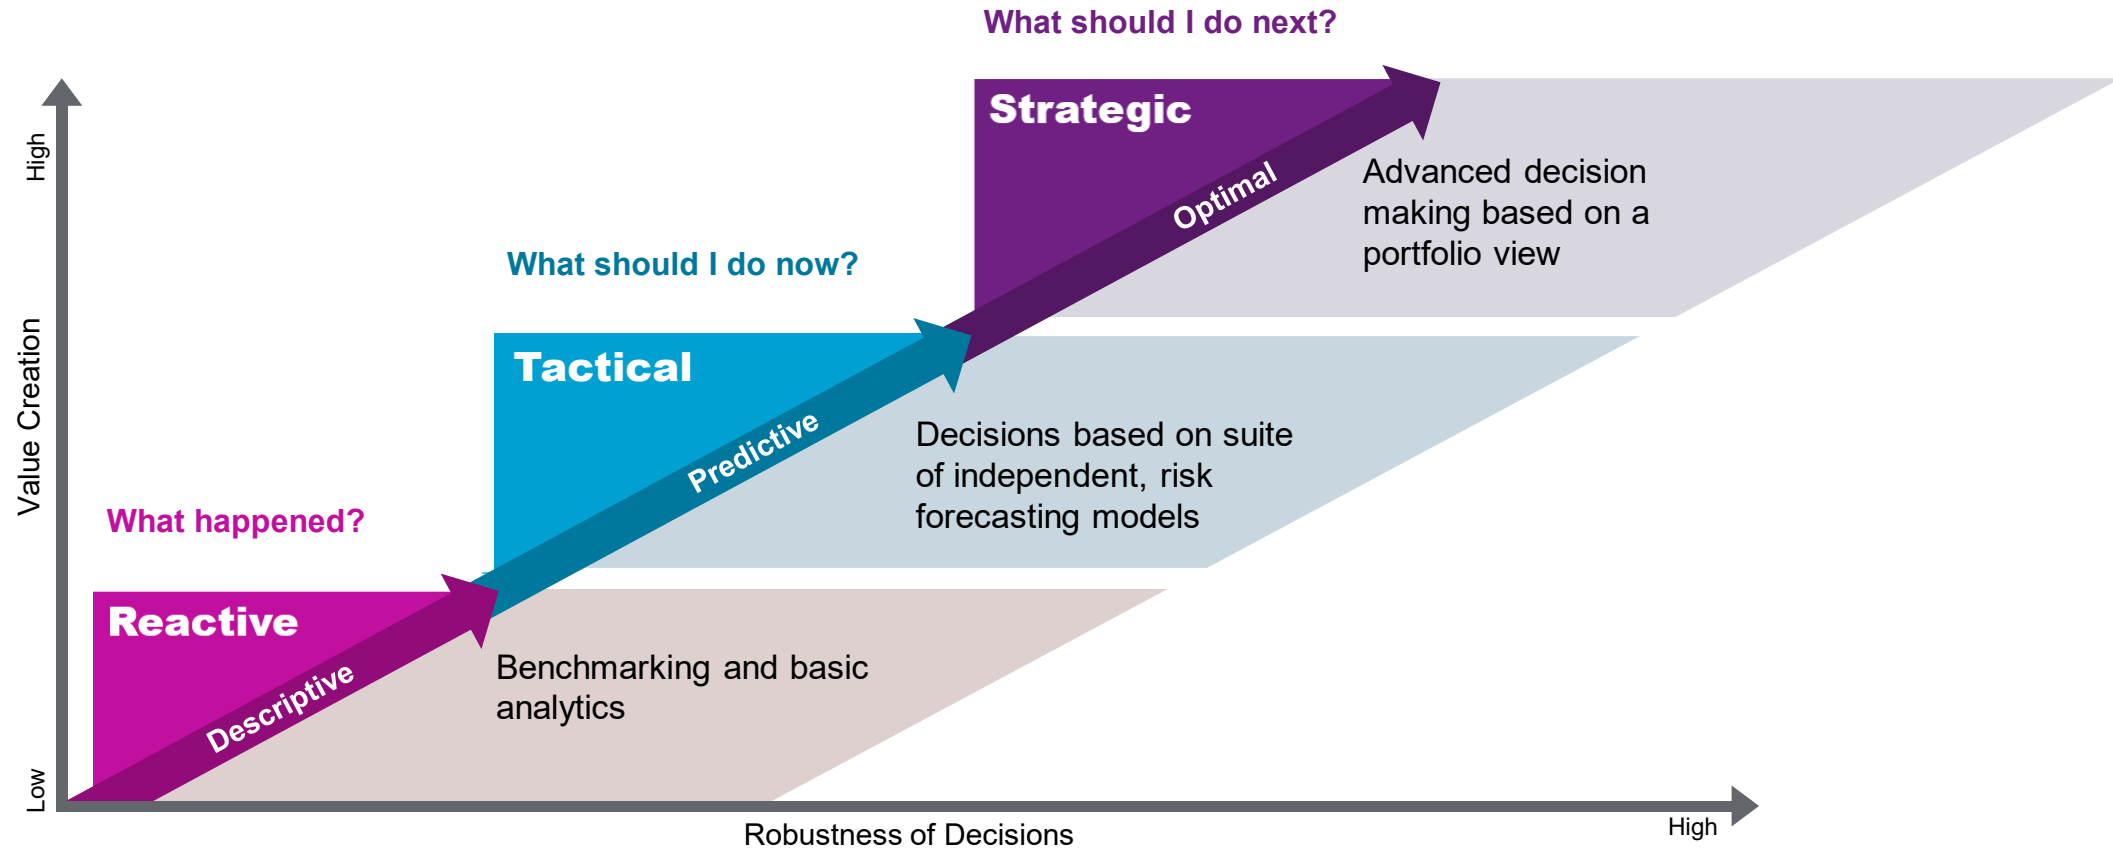 What should I do next?
Strategic
High
Optimal
Advanced decision
making based on a
portfolio view
What should I do now?
Tactical
Value Creation
Predictive
Decisions based on suite
of independent, risk
forecasting models
What happened?
Reactive
Descriptive
Benchmarking and basic
analytics
Low
Robustness of Decisions
High